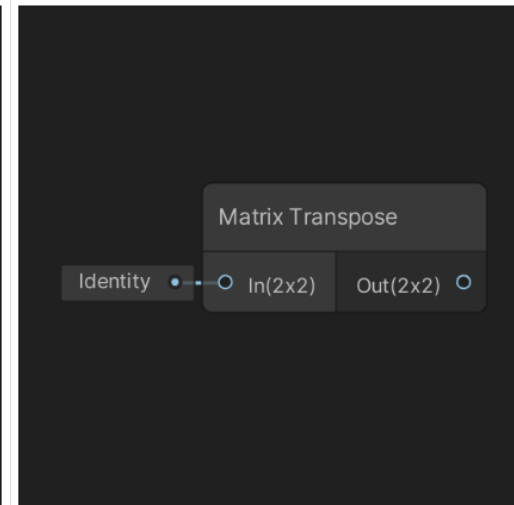 Matrix Transpose
Identity In(2x2) Out(2x2)